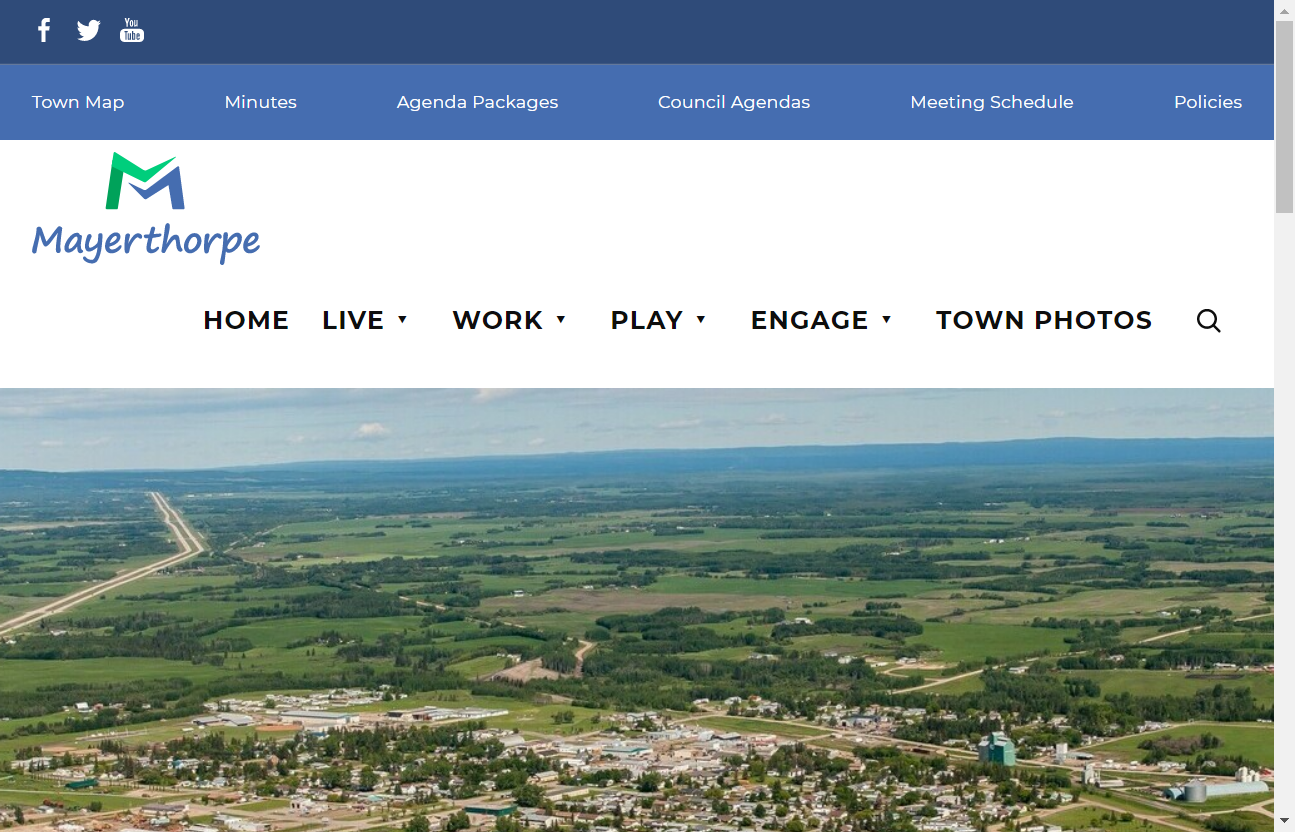 You
Tube
Town Map Minutes Agenda Packages Council Agendas Meeting Schedule Policies
Mayerthorpe
HOME LIVE WORK PLAY ENGAGE TOWN PHOTOS